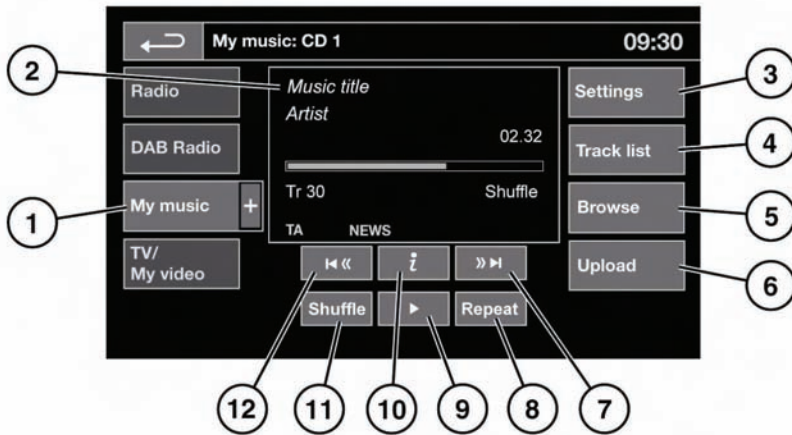 My music: CD 1
09:30
2
Radio
Music title
Settings
3
Artist
DAB Radio
02.32
Track list
4
My music +
Tr 30
Shuffle
Browse
5
1
TA NEWS
TV/
My video
i
Upload
6
Shuffle
Repeat
12
11
10
9
8
7